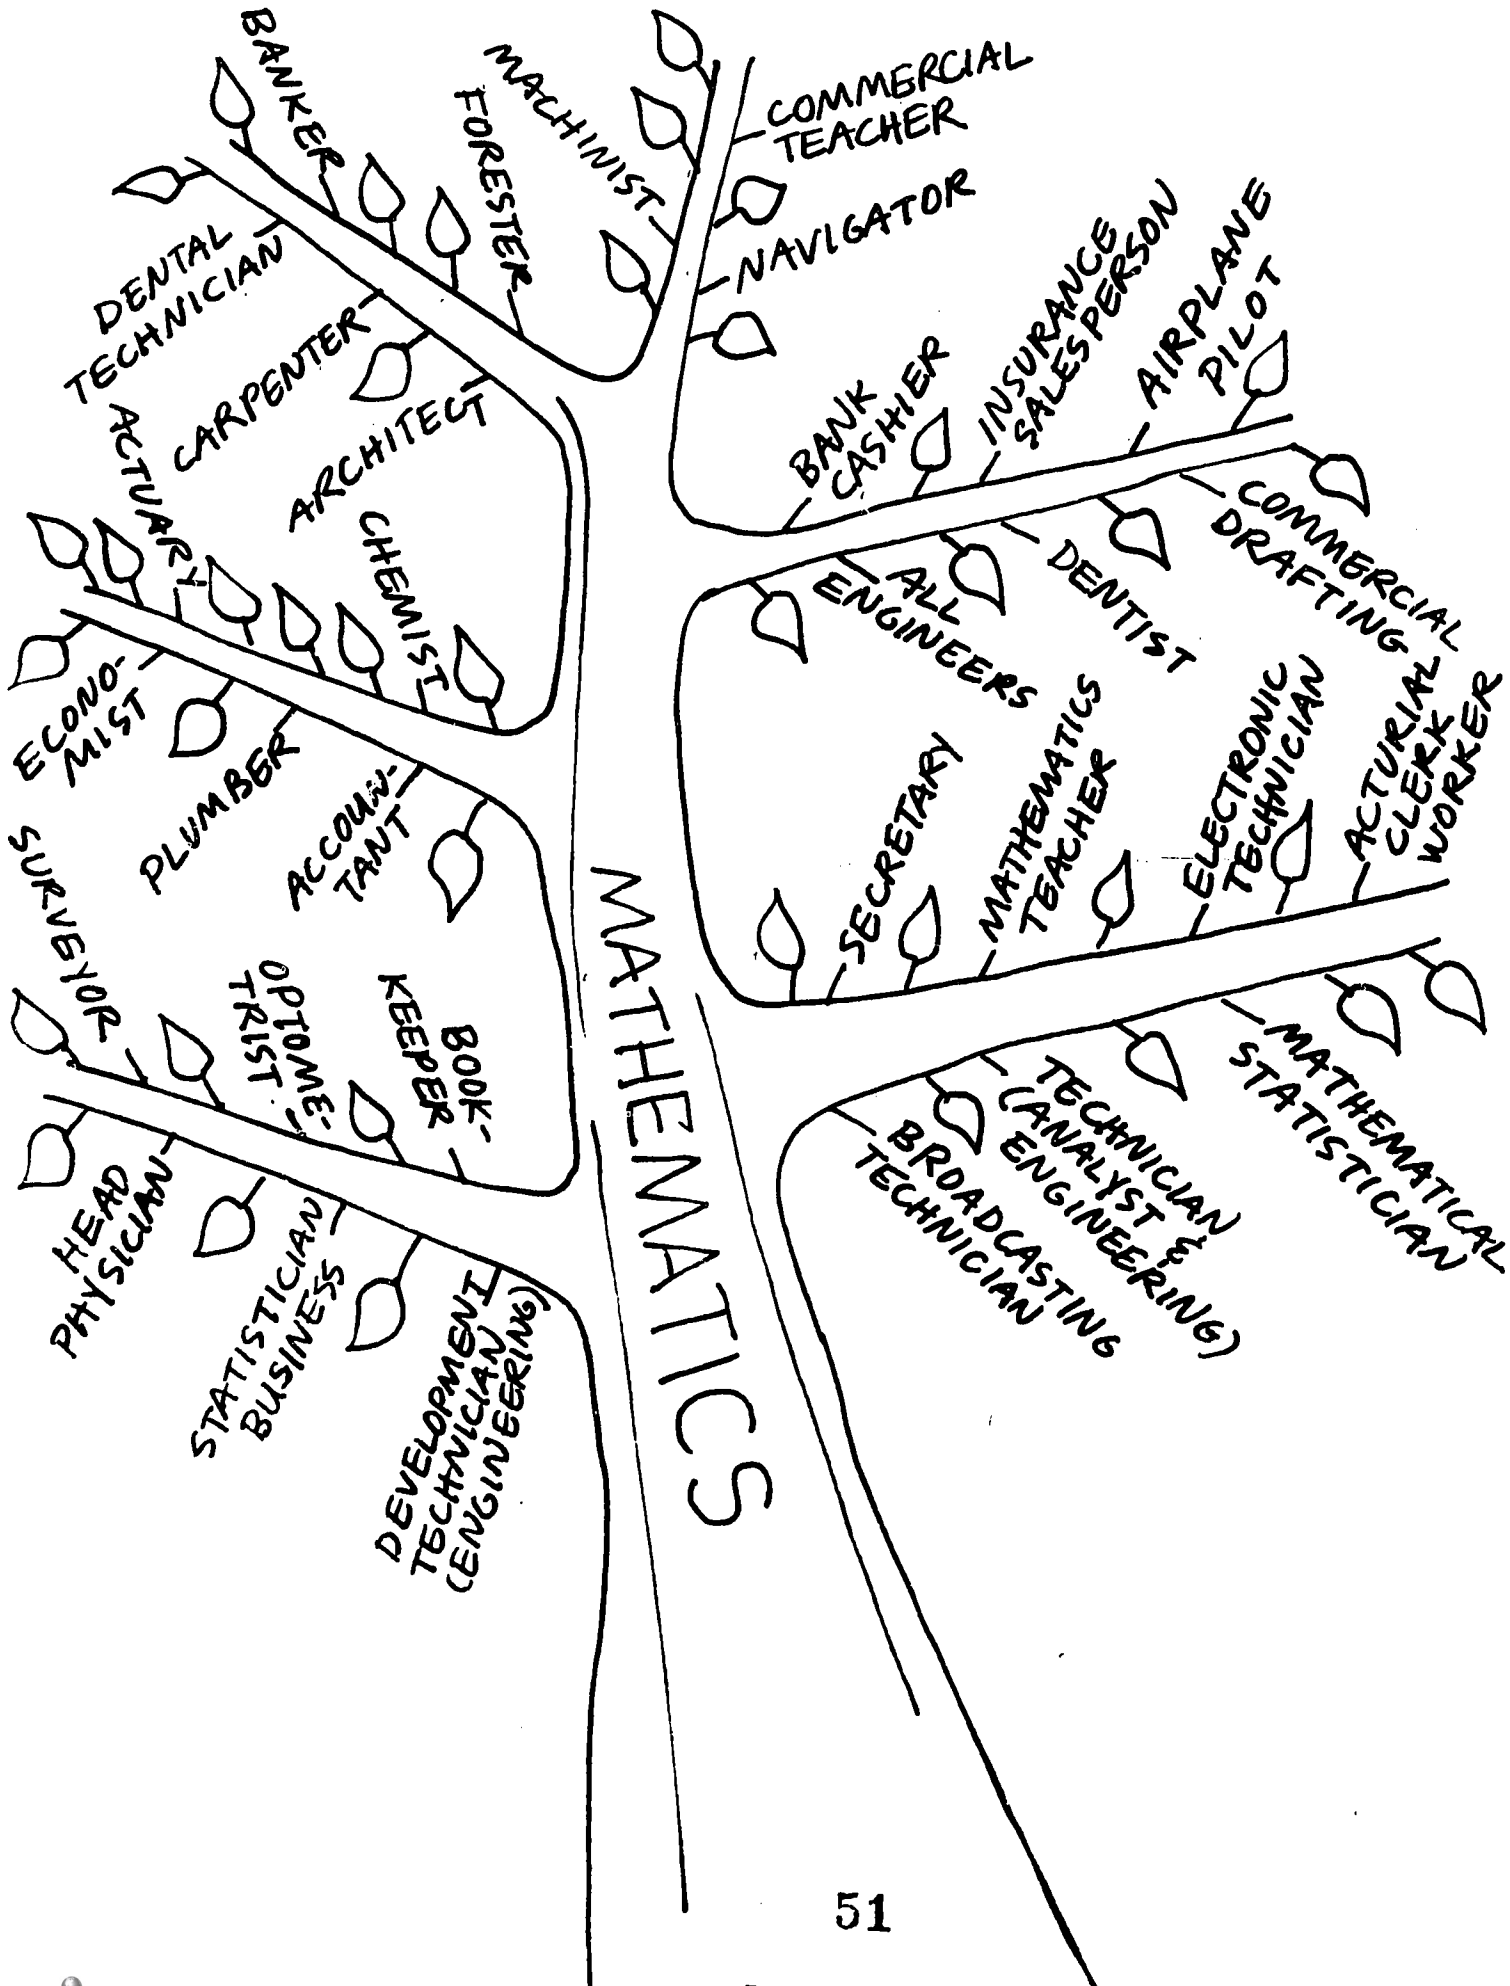 BANKER
FORESTER
MACHINIST
COMMERCIAL
TEACHER
NAVIGATOR
DENTAL
TECHNICIAN
CARPENTER
ARCHITECT
BANK
CASHIER
INSURANCE
SALESPERSON
AIRPLANE
PILOT
COMMERCIAL
DRAFTING
DENTIST
ALL
ENGINEERS
ACTUARY
CHEMIST
ECONO-
MIST
PLUMBER
ACCOUN-
TANT
SECRETARY
MATHEMATICS
TEACHER
ELECTRONIC
TECHNICIAN
ACTURIAL
CLERK
WORKER
MATHEMATICS
SURVEYOR
OPTOME-
TRIST
BOOK-
KEEPER
HEAD
PHYSICIAN
STATISTICIAN
BUSINESS
DEVELOPMENT
TECHNICIAN
(ENGINEERING)
BROADCASTING
TECHNICIAN
TECHNICIAN
(ANALYST &
ENGINEERING)
MATHEMATICAL
STATISTICIAN
51